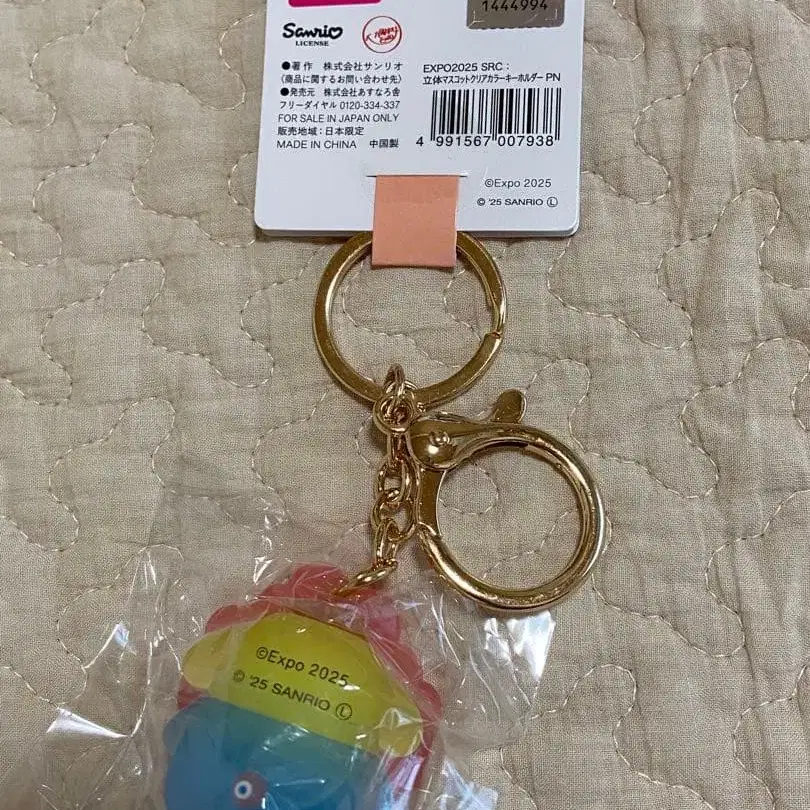 1444994
Sanrio
LICENSE
●著作 株式会社サンリオ
〈商品に関するお問い合わせ先〉
●発売元 株式会社あすなろ舎
フリーダイヤル 0120-334-337
FOR SALE IN JAPAN ONLY
販売地域：日本限定
MADE IN CHINA 中国製
EXPO2025 SRC：
立体マスコットクリアカラーキーホルダー PN
4 991567 007938
©Expo 2025
© '25 SANRIO Ⓛ
©Expo 2025
© '25 SANRIO Ⓛ